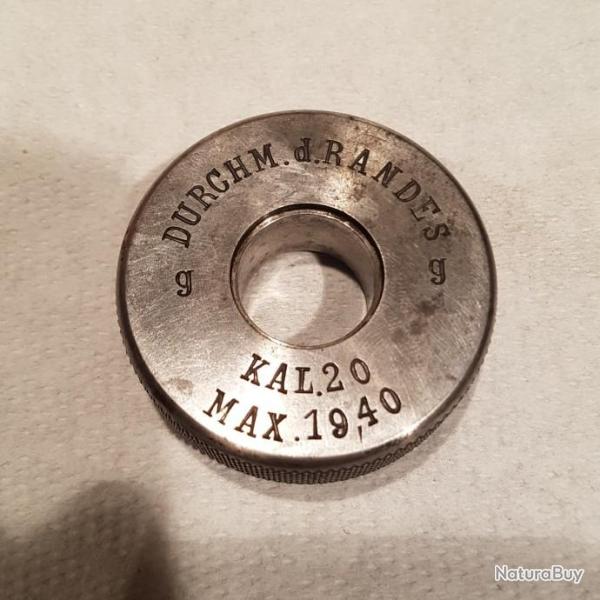 DURCHM. d. RANDES
g g
KAL. 20
MAX. 19,40
NaturaBuy